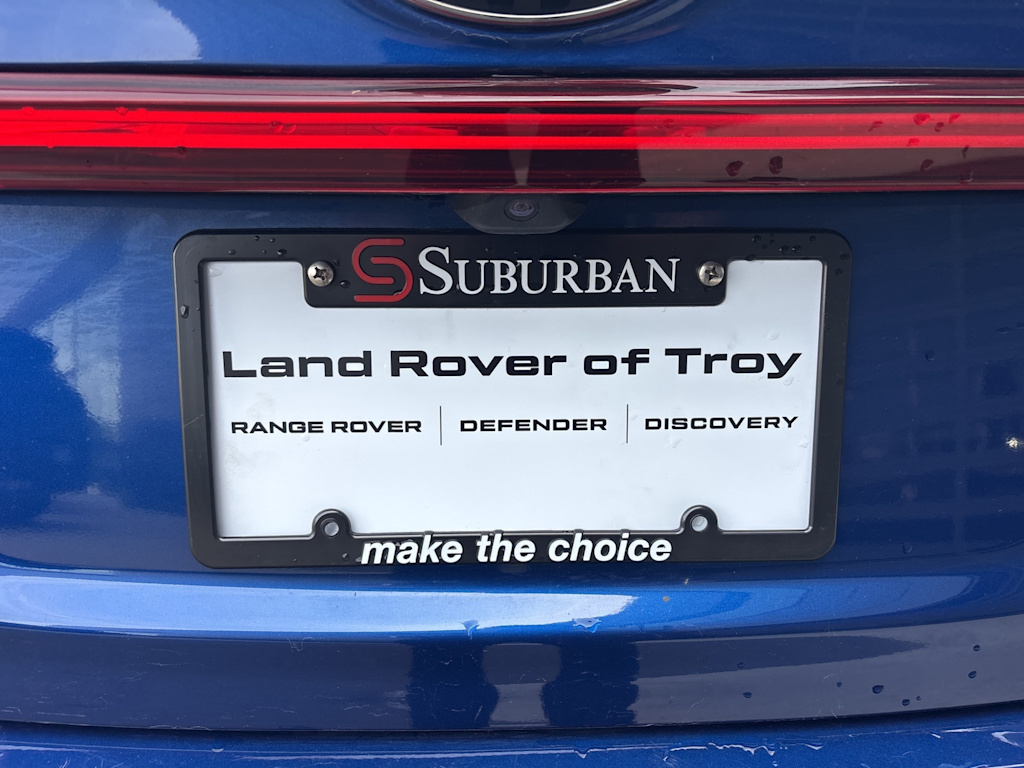 SUBURBAN
Land Rover of Troy
RANGE ROVER | DEFENDER | DISCOVERY
make the choice